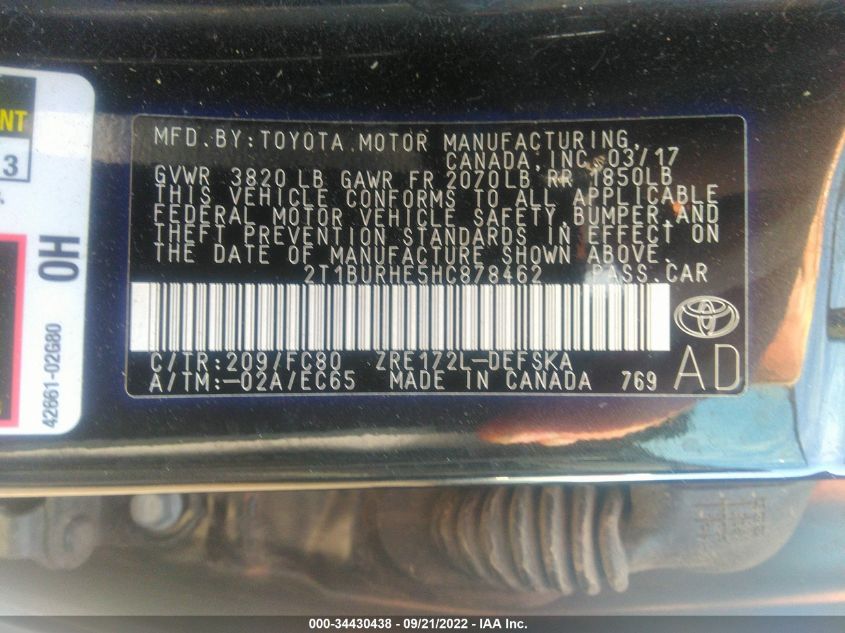 NT
3
OH
42661-02680
MFD.BY:TOYOTA MOTOR MANUFACTURING,
CANADA,INC. 03/17
GVWR 3820LB GAWR FR 2070LB RR 1850LB
THIS VEHICLE CONFORMS TO ALL APPLICABLE
FEDERAL MOTOR VEHICLE SAFETY, BUMPER,AND
THEFT PREVENTION STANDARDS IN EFFECT ON
THE DATE OF MANUFACTURE SHOWN ABOVE.
2T1BURHE5HC878462 PASS.CAR
C/TR:209/FC80 ZRE172L-DEFSKA
A/TM:-02A/EC65 MADE IN CANADA 769
AD
000-34430438 - 09/21/2022 - IAA Inc.